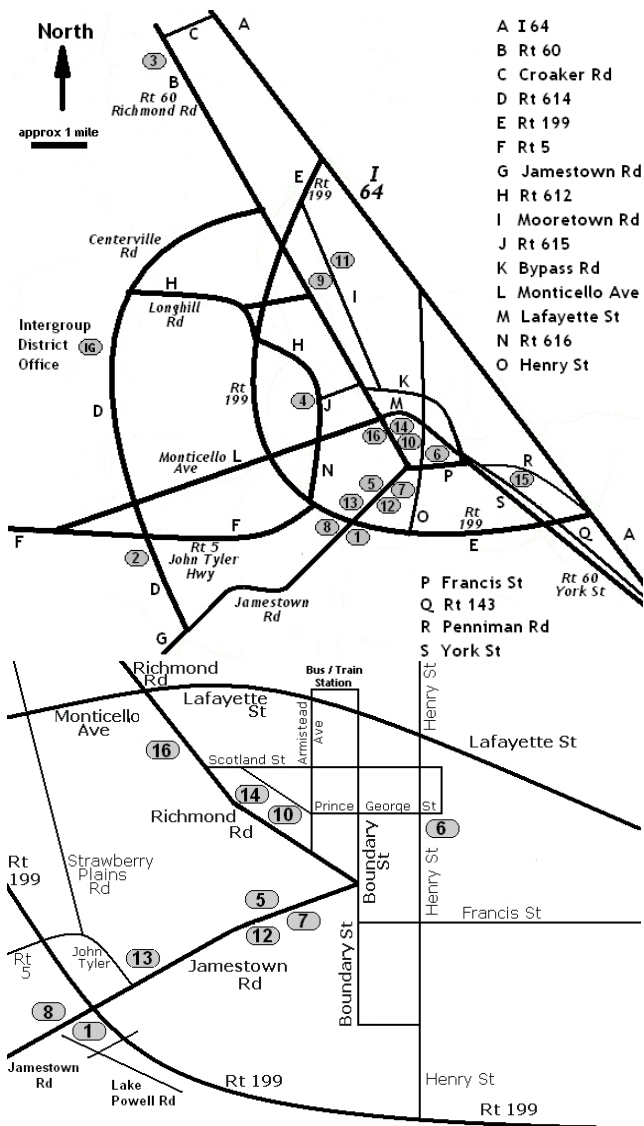 North
approx 1 mile
C
A
3
B
Rt 60
Richmond Rd
A I 64
B Rt 60
C Croaker Rd
D Rt 614
E Rt 199
F Rt 5
G Jamestown Rd
H Rt 612
I Mooretown Rd
J Rt 615
K Bypass Rd
L Monticello Ave
M Lafayette St
N Rt 616
O Henry St
E
Rt
199
I
64
Centerville
Rd
11
9
H
Longhill
Rd
I
Intergroup
District
Office
IG
H
Rt
199
D
4
J
K
M
14
16
10
Monticello
Ave
L
6
P
R
N
5
7
15
S
13
12
Rt
199
F
F
8
1
O
E
Q
A
Rt 5
John Tyler
Hwy
2
D
Rt 60
York St
Jamestown
Rd
G
P Francis St
Q Rt 143
R Penniman Rd
S York St
Richmond
Rd
Bus / Train
Station
Henry St
Monticello
Ave
Lafayette
St
Armistead
Ave
Lafayette St
16
Scotland St
14
10
Prince George St
Richmond
Rd
6
Boundary
St
Henry St
Rt
199
Strawberry
Plains
Rd
5
7
12
Francis St
Rt
5
John
Tyler
13
Jamestown
Rd
Boundary St
8
1
Jamestown
Rd
Lake
Powell Rd
Rt 199
Henry St
Rt 199